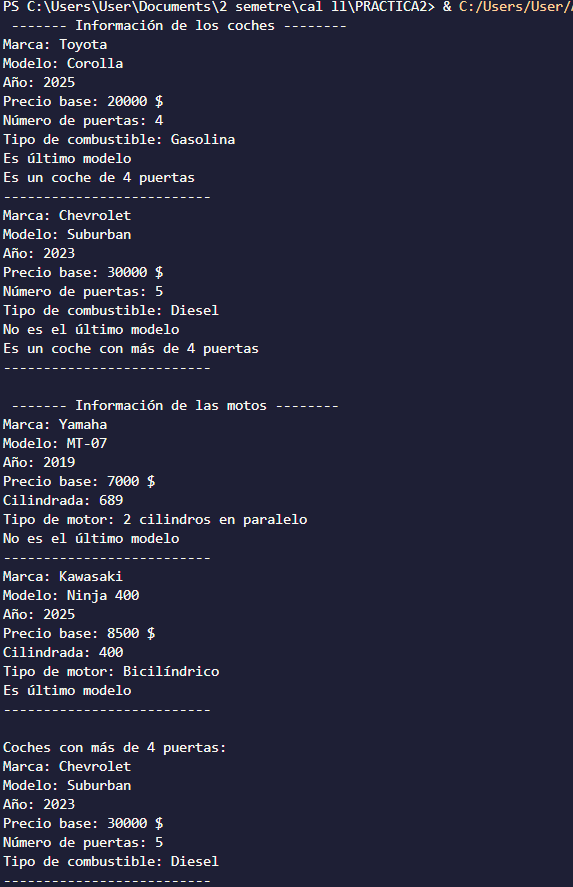 PS C:\Users\User\Documents\2 semetre\cal ll\PRACTICA2> & C:/Users/User/
------- Información de los coches --------
Marca: Toyota
Modelo: Corolla
Año: 2025
Precio base: 20000 $
Número de puertas: 4
Tipo de combustible: Gasolina
Es último modelo
Es un coche de 4 puertas
--------------------------
Marca: Chevrolet
Modelo: Suburban
Año: 2023
Precio base: 30000 $
Número de puertas: 5
Tipo de combustible: Diesel
No es el último modelo
Es un coche con más de 4 puertas
--------------------------
------- Información de las motos --------
Marca: Yamaha
Modelo: MT-07
Año: 2019
Precio base: 7000 $
Cilindrada: 689
Tipo de motor: 2 cilindros en paralelo
No es el último modelo
--------------------------
Marca: Kawasaki
Modelo: Ninja 400
Año: 2025
Precio base: 8500 $
Cilindrada: 400
Tipo de motor: Bicilíndrico
Es último modelo
--------------------------
Coches con más de 4 puertas:
Marca: Chevrolet
Modelo: Suburban
Año: 2023
Precio base: 30000 $
Número de puertas: 5
Tipo de combustible: Diesel
--------------------------